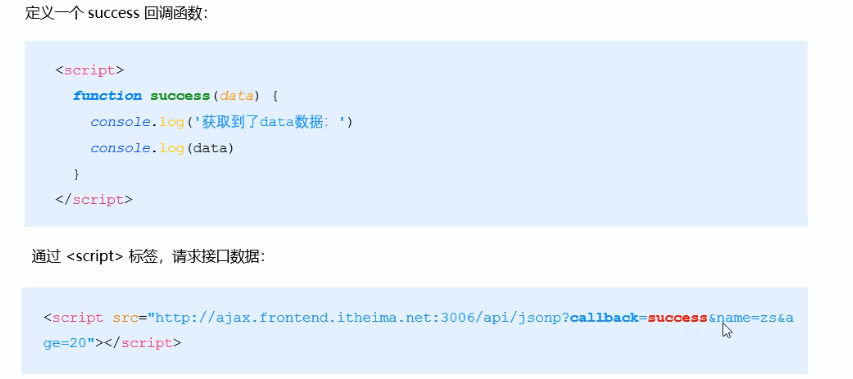 定义一个 success 回调函数：
<script>
function success(data) {
console.log('获取到了data数据：')
console.log(data)
}
</script>
通过 <script> 标签，请求接口数据：
<script src="http://ajax.frontend.itheima.net:3006/api/jsonp?callback=success&name=zs&a
ge=20"></script>